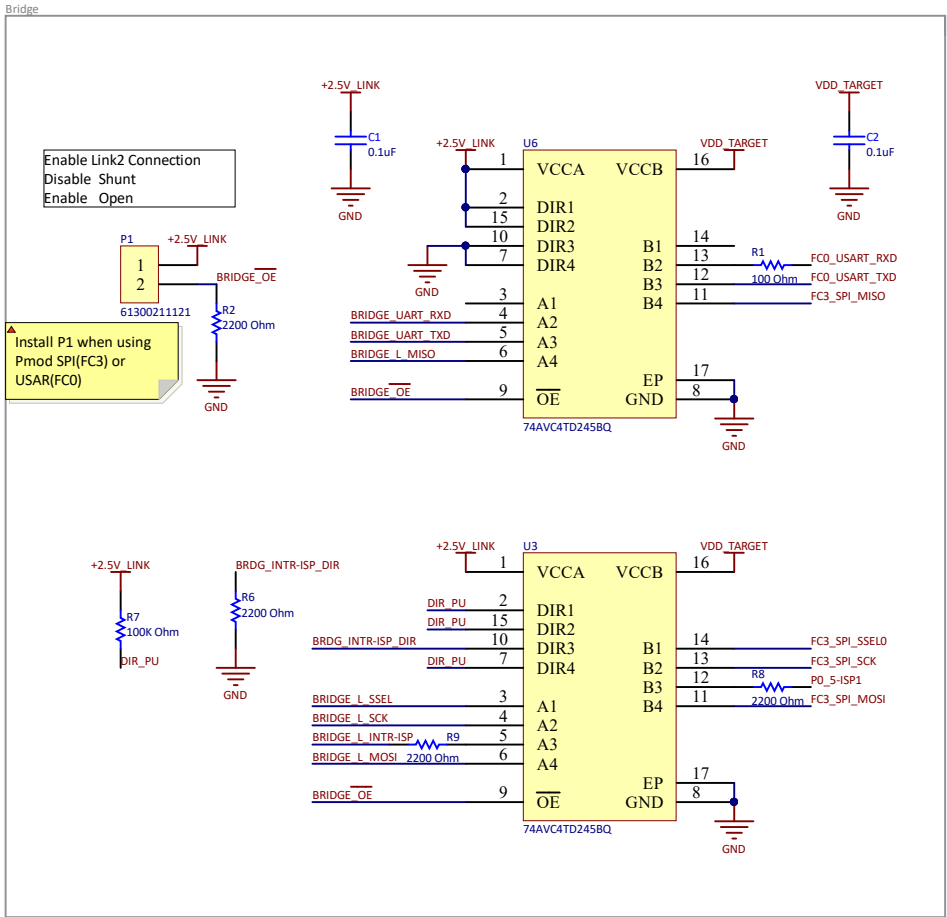 Bridge
+2.5V_LINK
C1
0.1uF
GND
VDD_TARGET
C2
0.1uF
GND
Enable Link2 Connection
Disable Shunt
Enable Open
P1
+2.5V_LINK
1
2
BRIDGE_OE
61300211121
R2
2200 Ohm
GND
Install P1 when using
Pmod SPI(FC3) or
USAR(FC0)
+2.5V_LINK
U6
VDD_TARGET
1 VCCA VCCB 16
2 DIR1
15 DIR2
10 DIR3 B1 14
7 DIR4 B2 13 R1 100 Ohm FC0_USART_RXD
GND
B3 12 FC0_USART_TXD
3 A1 B4 11 FC3_SPI_MISO
BRIDGE_UART_RXD 4 A2
BRIDGE_UART_TXD 5 A3
BRIDGE_L_MISO 6 A4
EP 17
BRIDGE_OE 9 OE GND 8
74AVC4TD245BQ
GND
+2.5V_LINK
R7
100K Ohm
DIR_PU
BRDG_INTR-ISP_DIR
R6
2200 Ohm
GND
+2.5V_LINK
U3
VDD_TARGET
1 VCCA VCCB 16
DIR_PU 2 DIR1
DIR_PU 15 DIR2
BRDG_INTR-ISP_DIR 10 DIR3 B1 14 FC3_SPI_SSEL0
DIR_PU 7 DIR4 B2 13 FC3_SPI_SCK
B3 12 R8 2200 Ohm P0_5-ISP1
BRIDGE_L_SSEL 3 A1 B4 11 FC3_SPI_MOSI
BRIDGE_L_SCK 4 A2
BRIDGE_L_INTR-ISP R9 2200 Ohm 5 A3
BRIDGE_L_MOSI 6 A4
EP 17
BRIDGE_OE 9 OE GND 8
74AVC4TD245BQ
GND